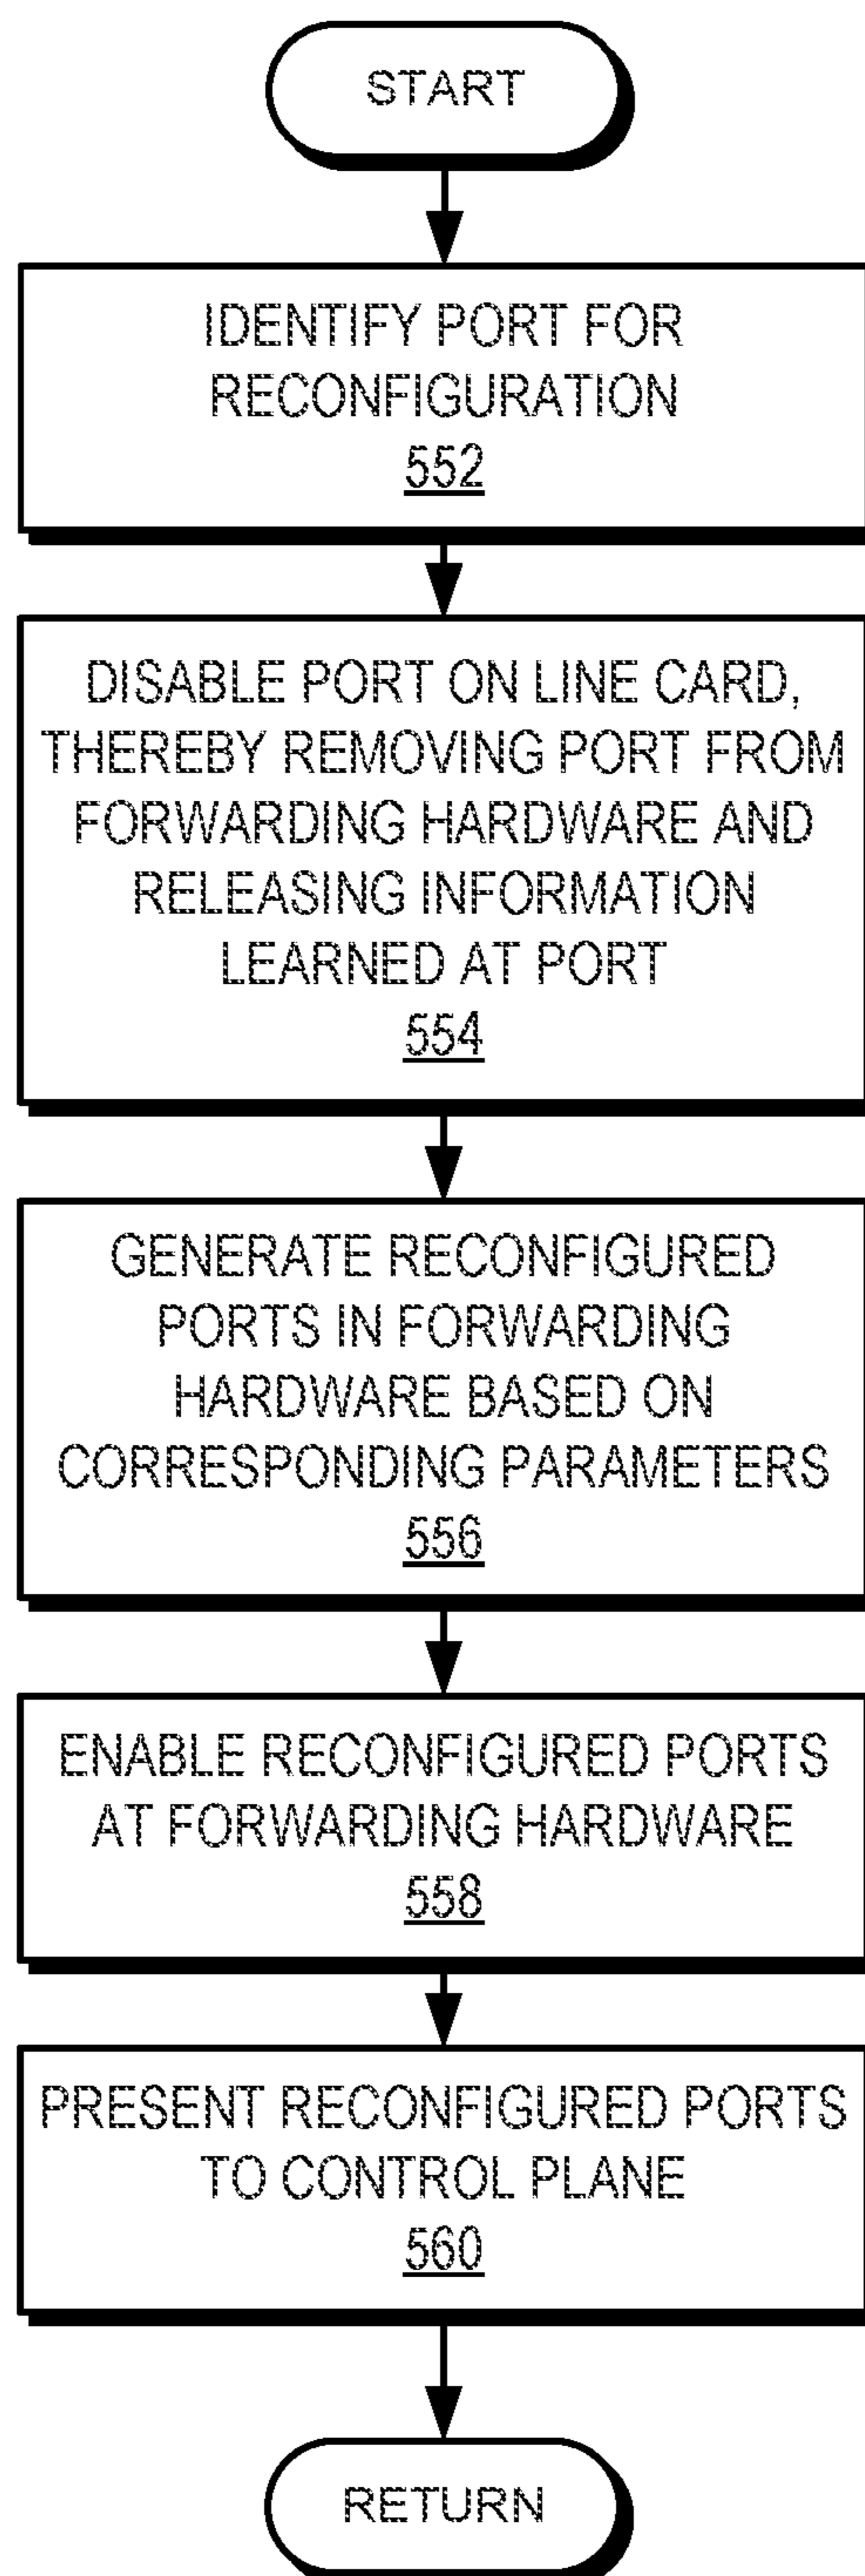 START
IDENTIFY PORT FOR
RECONFIGURATION
552
DISABLE PORT ON LINE CARD,
THEREBY REMOVING PORT FROM
FORWARDING HARDWARE AND
RELEASING INFORMATION
LEARNED AT PORT
554
GENERATE RECONFIGURED
PORTS IN FORWARDING
HARDWARE BASED ON
CORRESPONDING PARAMETERS
556
ENABLE RECONFIGURED PORTS
AT FORWARDING HARDWARE
558
PRESENT RECONFIGURED PORTS
TO CONTROL PLANE
560
RETURN